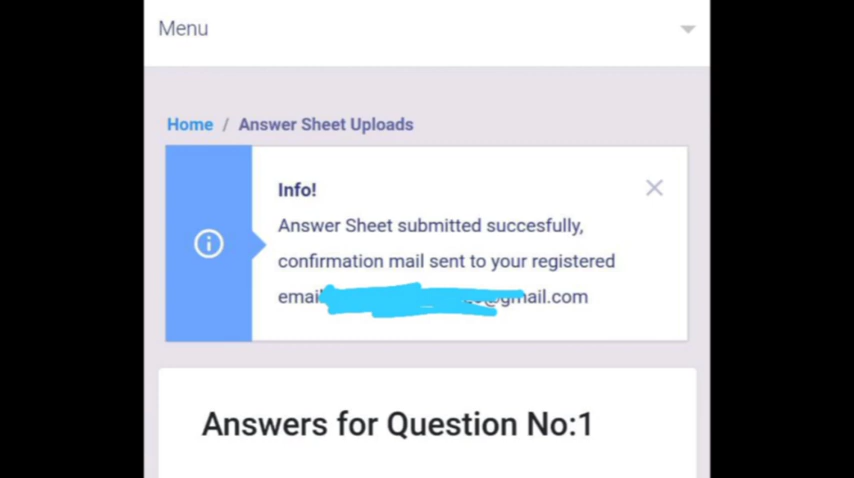 Menu
Home / Answer Sheet Uploads
Info!
Answer Sheet submitted succesfully,
confirmation mail sent to your registered
email @gmail.com
Answers for Question No:1